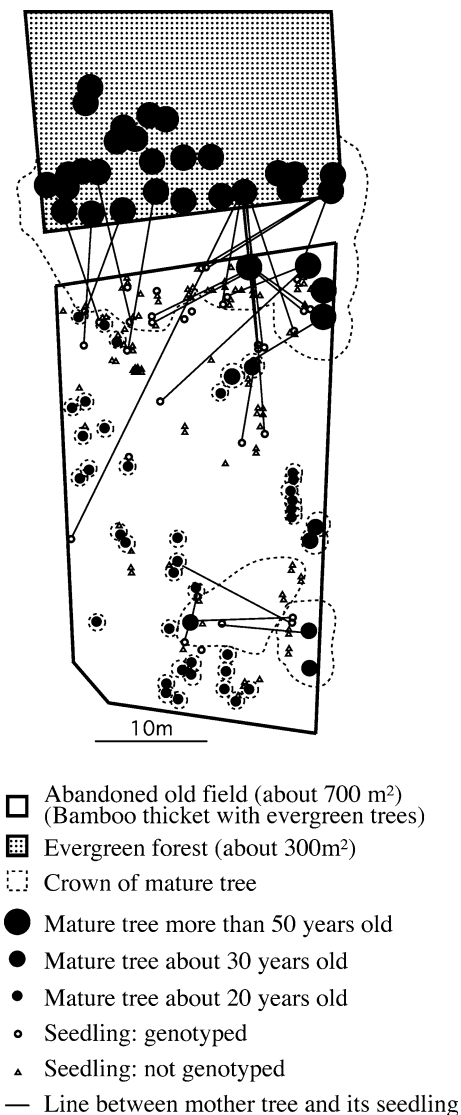 10m
Abandoned old field (about 700 m²)
(Bamboo thicket with evergreen trees)
Evergreen forest (about 300m²)
Crown of mature tree
Mature tree more than 50 years old
Mature tree about 30 years old
Mature tree about 20 years old
Seedling: genotyped
Seedling: not genotyped
Line between mother tree and its seedling